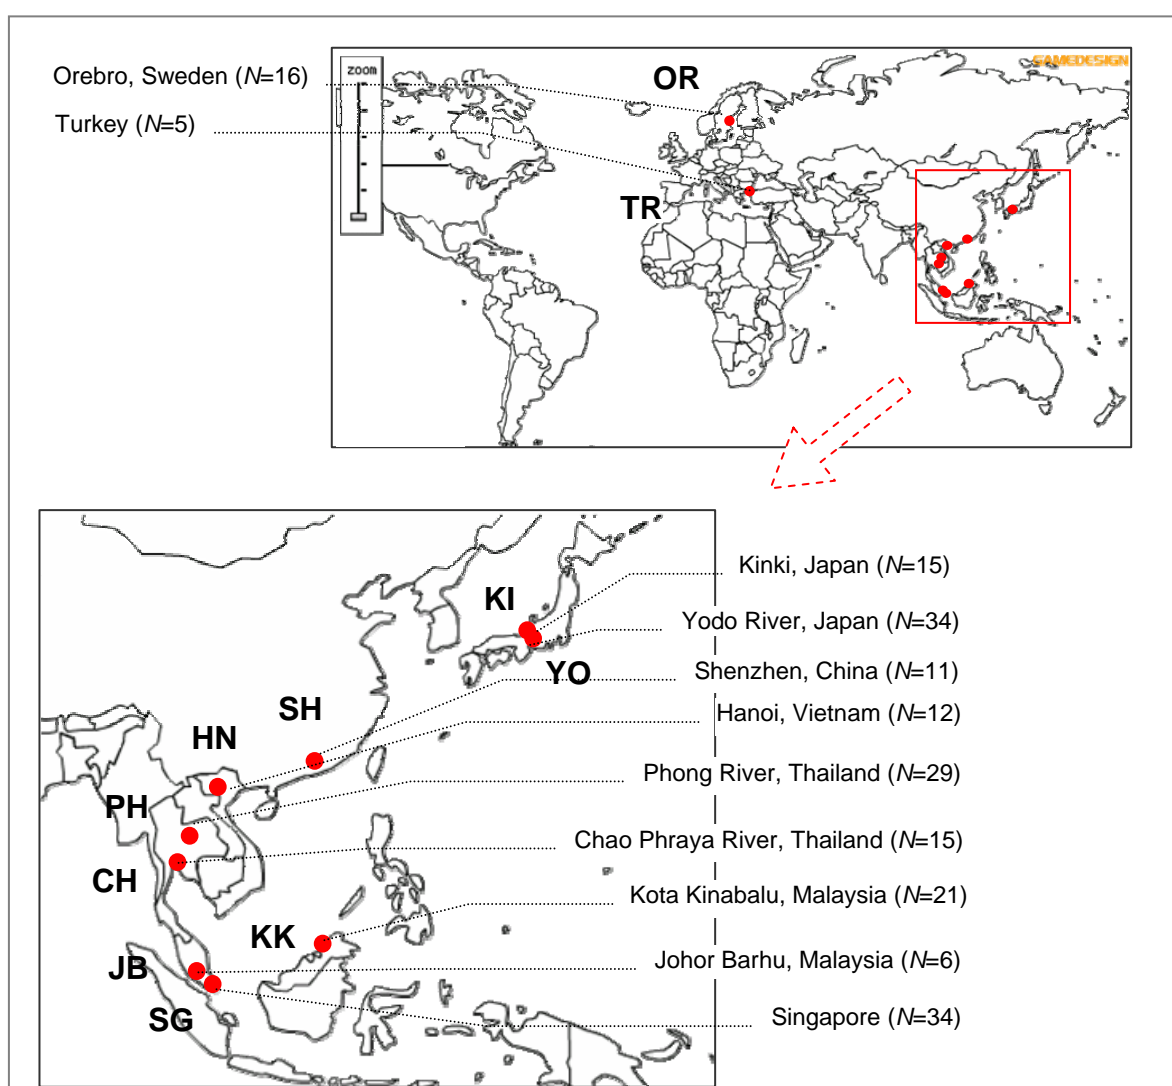 GAMEDESIGN
zoom
Orebro, Sweden (N=16)
OR
Turkey (N=5)
TR
Kinki, Japan (N=15)
KI
Yodo River, Japan (N=34)
YO
Shenzhen, China (N=11)
SH
Hanoi, Vietnam (N=12)
HN
Phong River, Thailand (N=29)
PH
Chao Phraya River, Thailand (N=15)
CH
Kota Kinabalu, Malaysia (N=21)
KK
Johor Barhu, Malaysia (N=6)
JB
Singapore (N=34)
SG